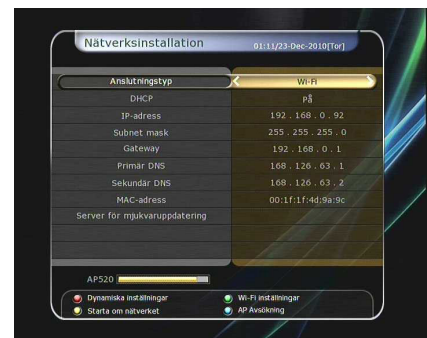 Nätverksinstallation 01:11/23-Dec-2010[Tor]
Anslutningstyp Wi-Fi
DHCP På
IP-adress 192 . 168 . 0 . 92
Subnet mask 255 . 255 . 255 . 0
Gateway 192 . 168 . 0 . 1
Primär DNS 168 . 126 . 63 . 1
Sekundär DNS 168 . 126 . 63 . 2
MAC-adress 00:1f:1f:4d:9a:9c
Server för mjukvaruppdatering
AP520
Dynamiska inställningar Wi-Fi inställningar
Starta om nätverket AP Avsökning